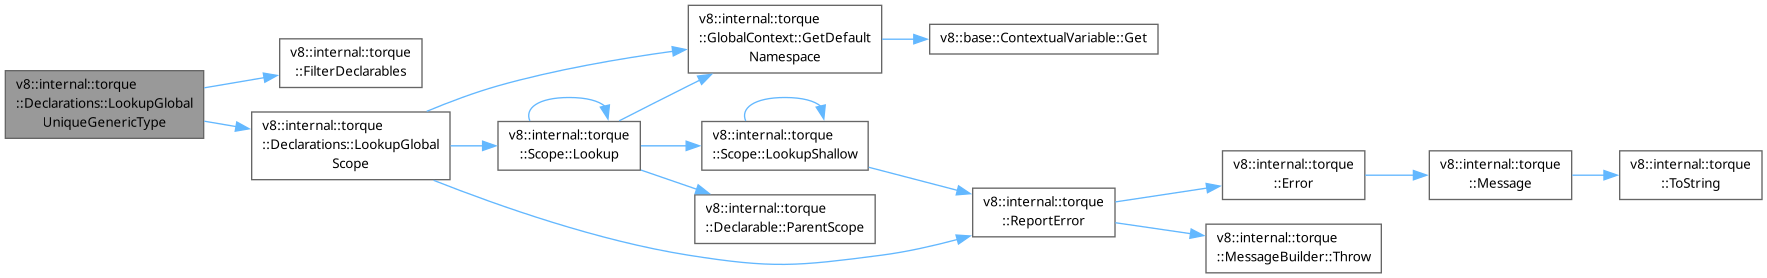 v8::internal::torque
::Declarations::LookupGlobal
UniqueGenericType
v8::internal::torque
::FilterDeclarables
v8::internal::torque
::Declarations::LookupGlobal
Scope
v8::internal::torque
::Scope::Lookup
v8::internal::torque
::GlobalContext::GetDefault
Namespace
v8::base::ContextualVariable::Get
v8::internal::torque
::Scope::LookupShallow
v8::internal::torque
::Declarable::ParentScope
v8::internal::torque
::ReportError
v8::internal::torque
::Error
v8::internal::torque
::Message
v8::internal::torque
::ToString
v8::internal::torque
::MessageBuilder::Throw